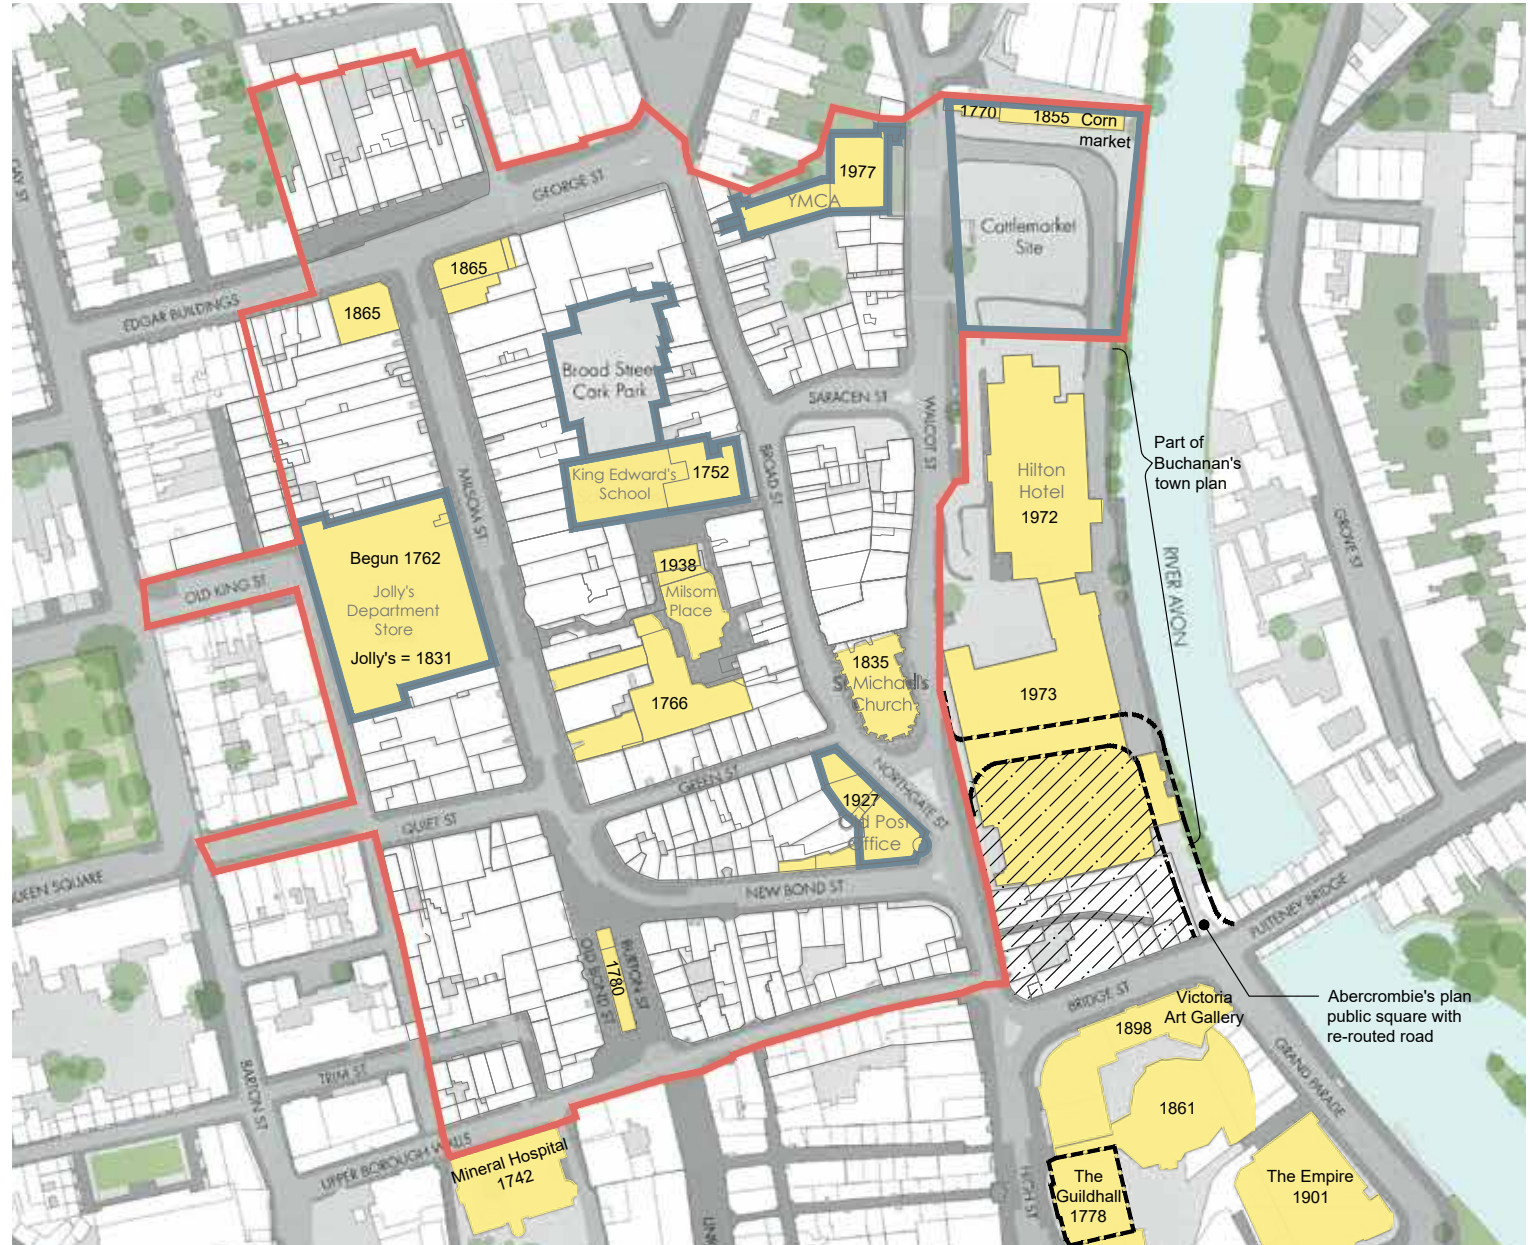 1770
1855 Corn
market
GEORGE ST
1977
YMCA
Cattlemarket
Site
GAY ST
1865
1865
EDGAR BUILDINGS
Broad Street
Cark Park
SARACEN ST
WALCOT ST
Part of
Buchanan's
town plan
King Edward's
School
1752
BROAD ST
MILSOM ST
Hilton
Hotel
1972
GROVE ST
RIVER AVON
Begun 1762
Jolly's
Department
Store
Jolly's = 1831
OLD KING ST
1938
Milsom
Place
1766
1835
St Michael's
Church
1973
GREEN ST
NORTHGATE ST
QUIET ST
1927
Old Post
Office
NEW BOND ST
QUEEN SQUARE
PULTENEY BRIDGE
OLD BOND ST
1780
BURTON ST
BRIDGE ST
Victoria
Art Gallery
1898
Abercrombie's plan
public square with
re-routed road
GRAND PARADE
BARTON ST
TRIM ST
1861
UPPER BOROUGH WALLS
Mineral Hospital
1742
HIGH ST
The
Guildhall
1778
The Empire
1901